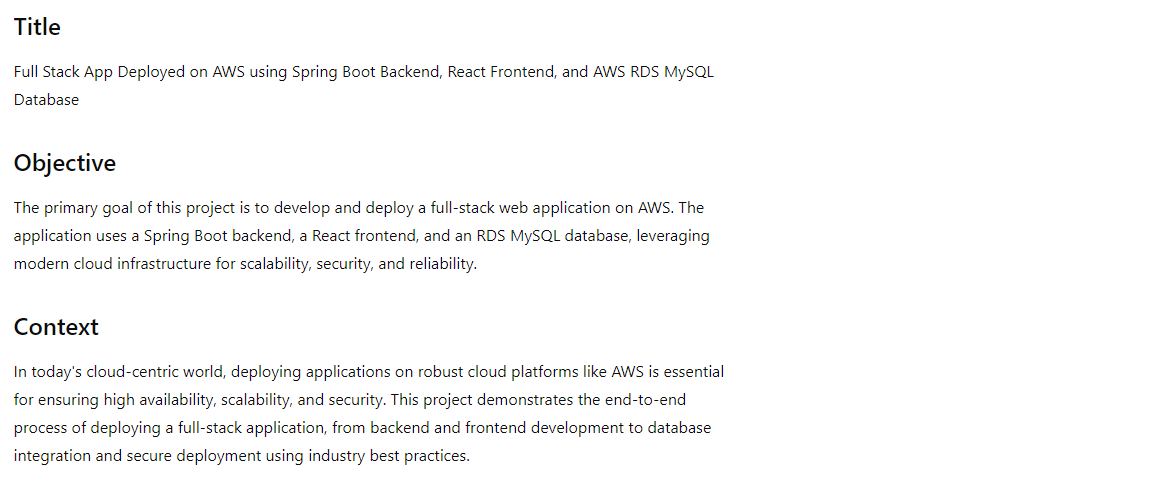 Title
Full Stack App Deployed on AWS using Spring Boot Backend, React Frontend, and AWS RDS MySQL
Database
Objective
The primary goal of this project is to develop and deploy a full-stack web application on AWS. The
application uses a Spring Boot backend, a React frontend, and an RDS MySQL database, leveraging
modern cloud infrastructure for scalability, security, and reliability.
Context
In today's cloud-centric world, deploying applications on robust cloud platforms like AWS is essential
for ensuring high availability, scalability, and security. This project demonstrates the end-to-end
process of deploying a full-stack application, from backend and frontend development to database
integration and secure deployment using industry best practices.